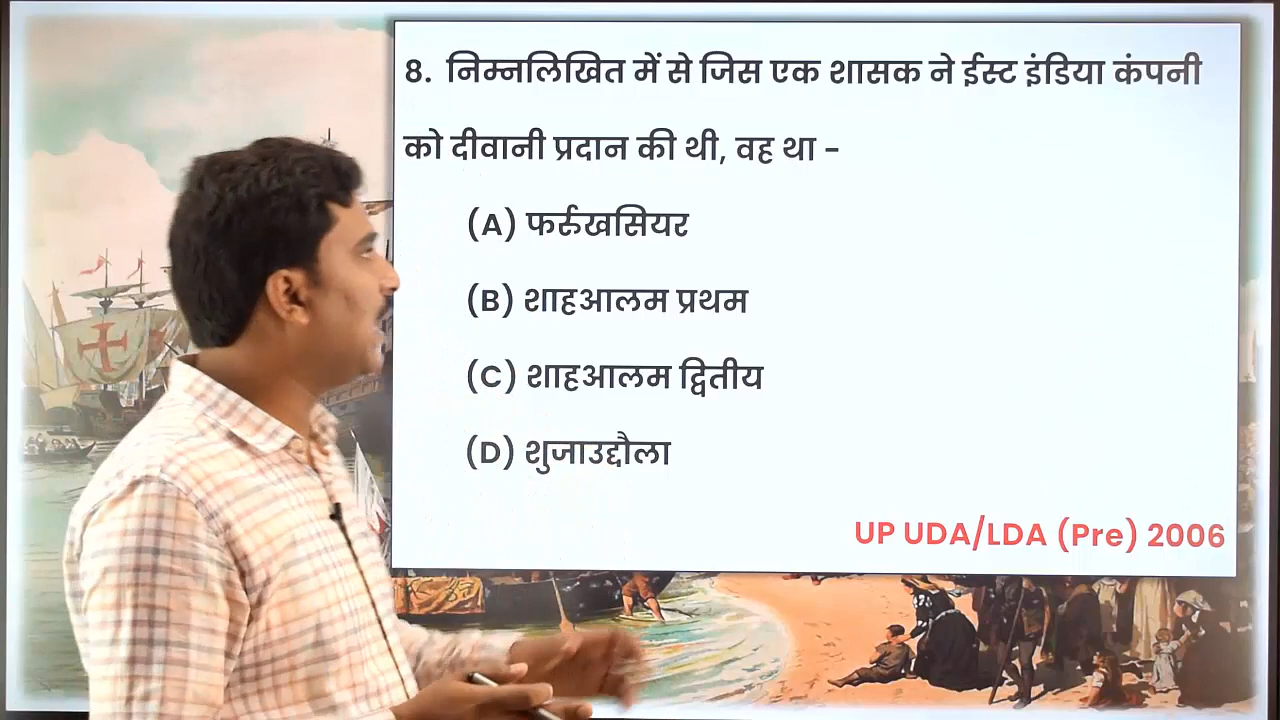 8. निम्नलिखित में से जिस एक शासक ने ईस्ट इंडिया कंपनी
को दीवानी प्रदान की थी, वह था -
(A) फर्रुखसियर
(B) शाहआलम प्रथम
(C) शाहआलम द्वितीय
(D) शुजाउद्दौला
UP UDA/LDA (Pre) 2006